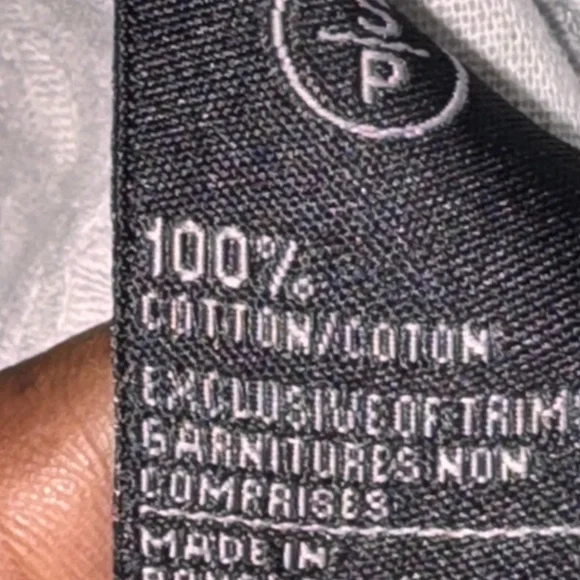 S/P
100%
COTTON/COTON
EXCLUSIVE OF TRIM
GARNITURES NON
COMPRISES
MADE IN